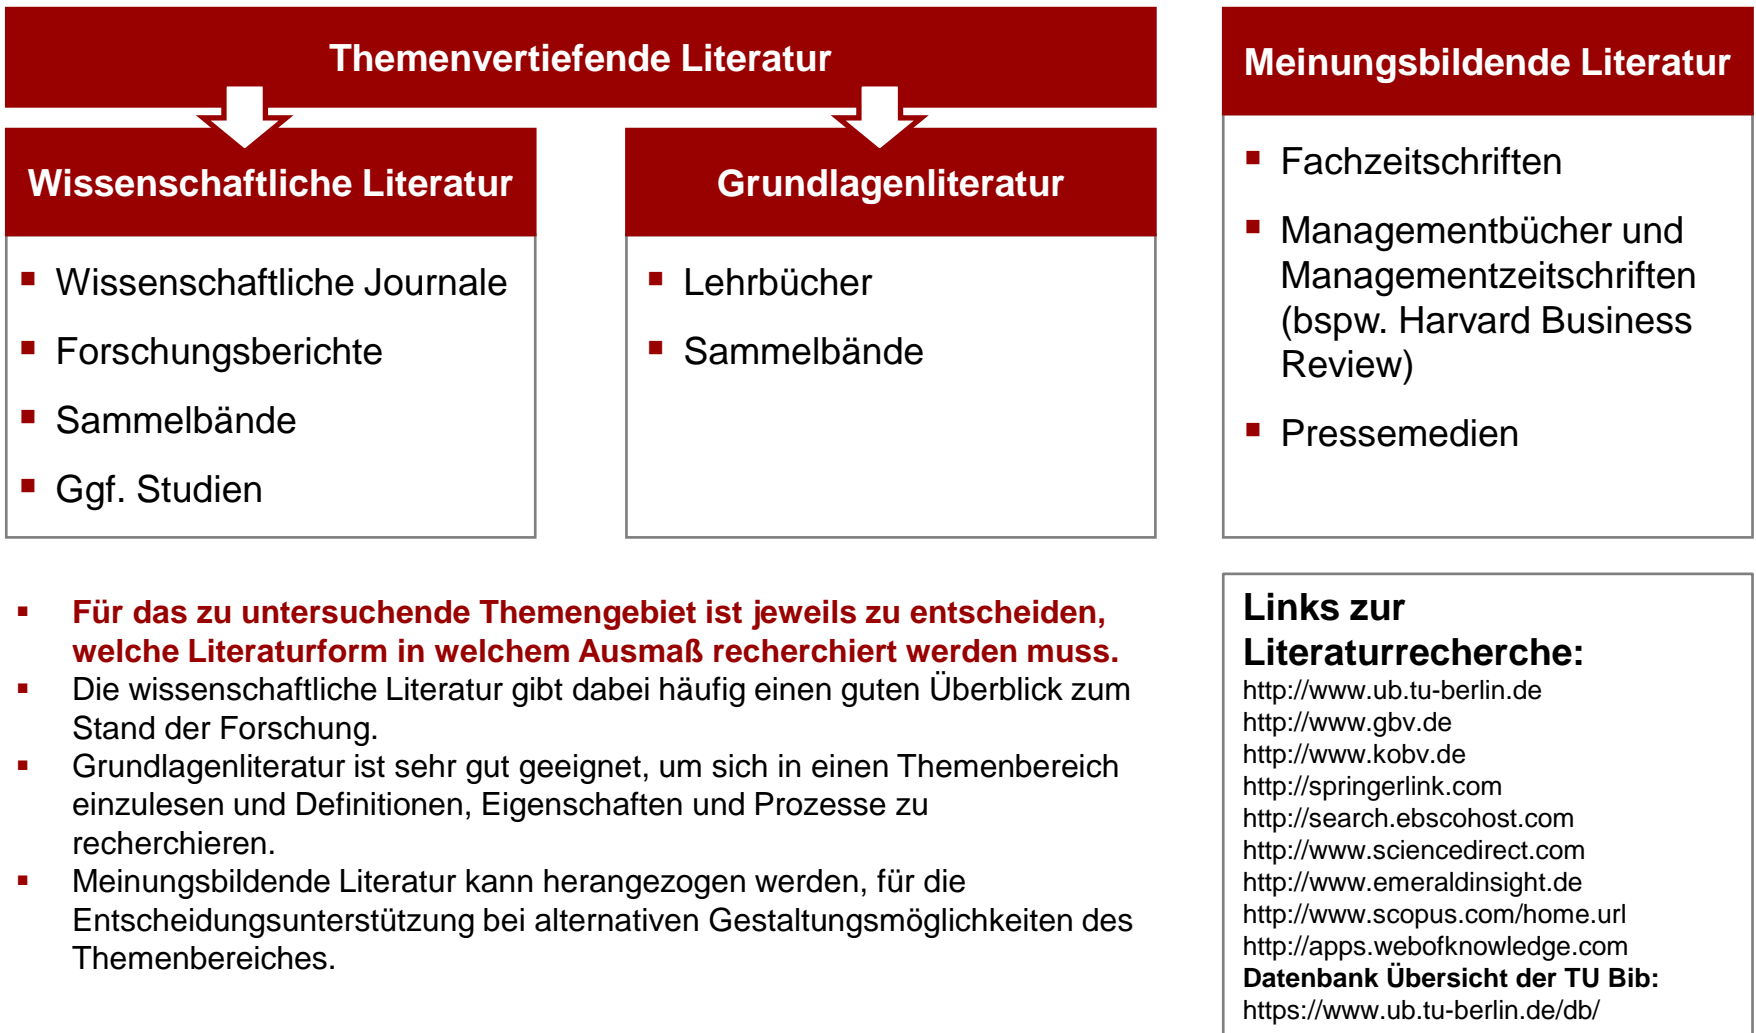 Themenvertiefende Literatur
Wissenschaftliche Literatur
▪ Wissenschaftliche Journale
▪ Forschungsberichte
▪ Sammelbände
▪ Ggf. Studien
Grundlagenliteratur
▪ Lehrbücher
▪ Sammelbände
Meinungsbildende Literatur
▪ Fachzeitschriften
▪ Managementbücher und
Managementzeitschriften
(bspw. Harvard Business
Review)
▪ Pressemedien
▪ Für das zu untersuchende Themengebiet ist jeweils zu entscheiden,
welche Literaturform in welchem Ausmaß recherchiert werden muss.
▪ Die wissenschaftliche Literatur gibt dabei häufig einen guten Überblick zum
Stand der Forschung.
▪ Grundlagenliteratur ist sehr gut geeignet, um sich in einen Themenbereich
einzulesen und Definitionen, Eigenschaften und Prozesse zu
recherchieren.
▪ Meinungsbildende Literatur kann herangezogen werden, für die
Entscheidungsunterstützung bei alternativen Gestaltungsmöglichkeiten des
Themenbereiches.
Links zur
Literaturrecherche:
http://www.ub.tu-berlin.de
http://www.gbv.de
http://www.kobv.de
http://springerlink.com
http://search.ebscohost.com
http://www.sciencedirect.com
http://www.emeraldinsight.de
http://www.scopus.com/home.url
http://apps.webofknowledge.com
Datenbank Übersicht der TU Bib:
https://www.ub.tu-berlin.de/db/